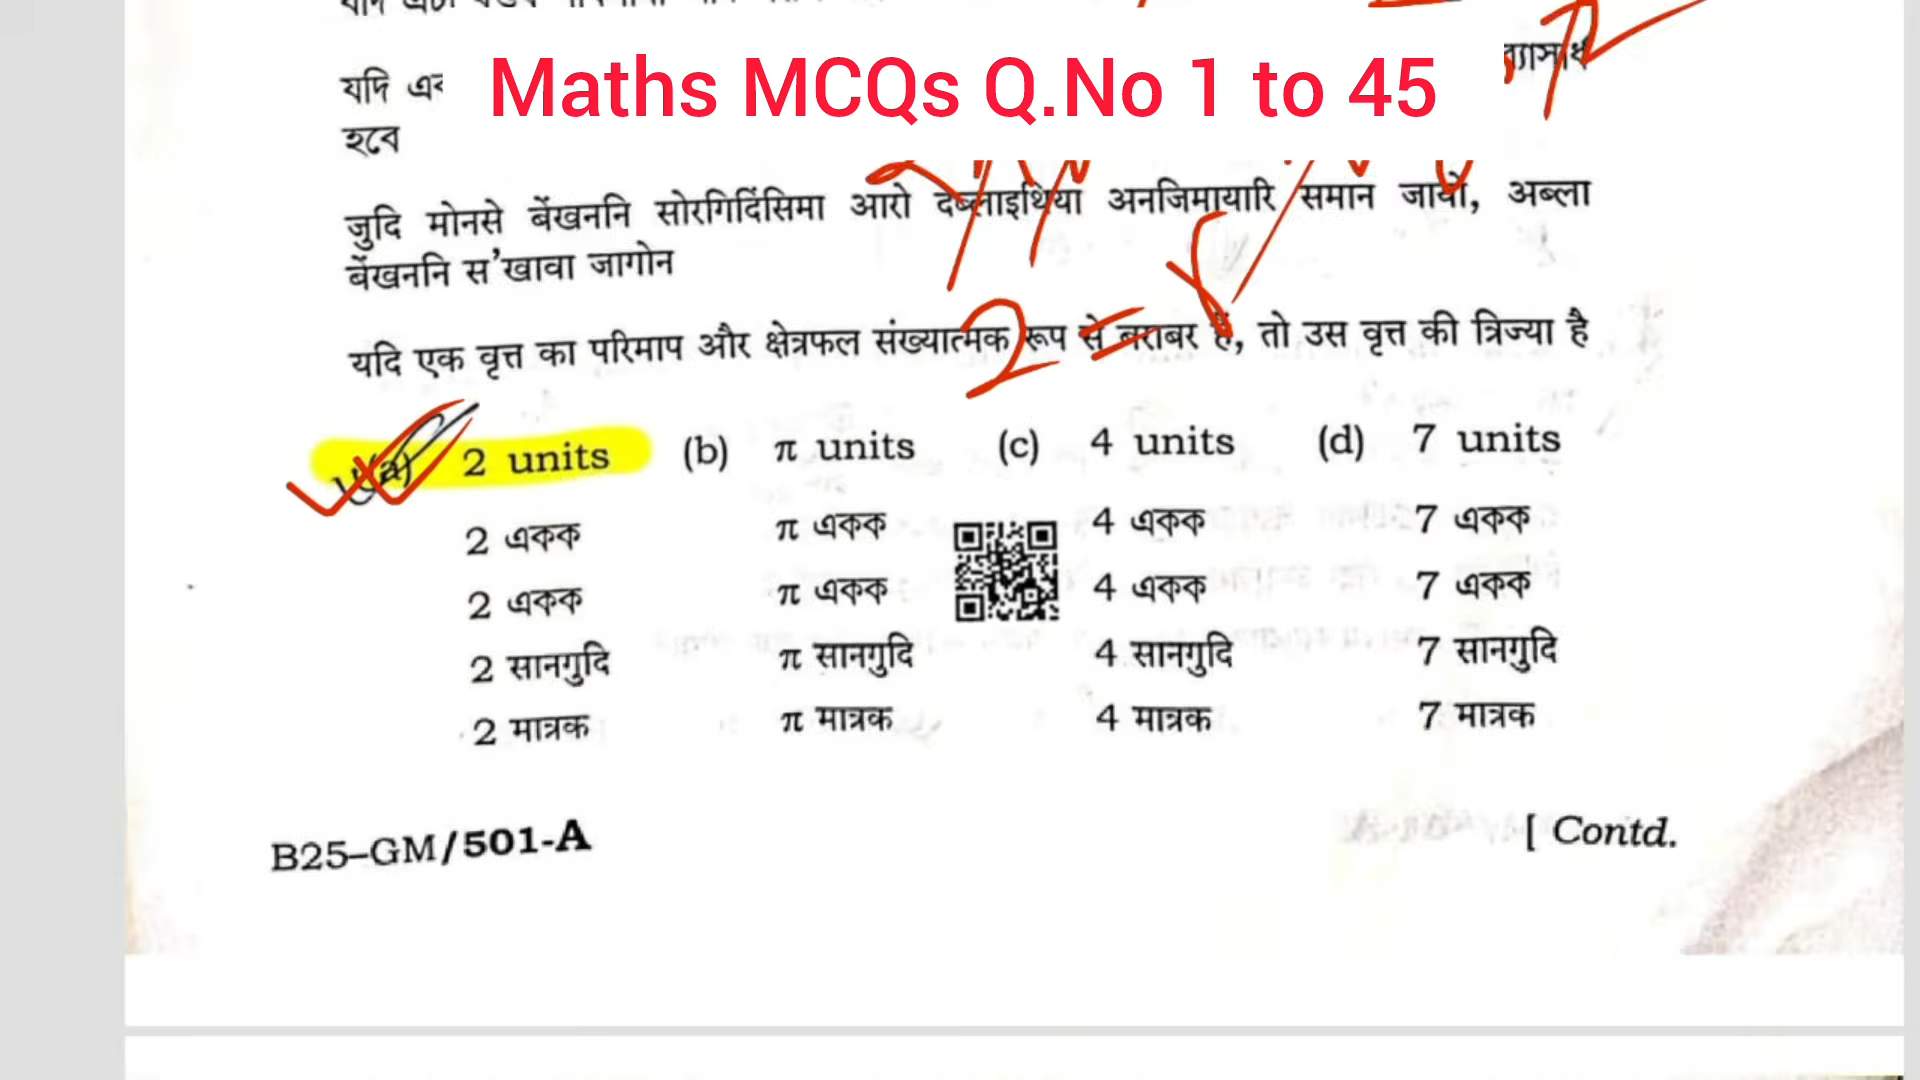 Maths MCQs Q.No 1 to 45
যদি
হবে
जुदि मोनसे बेंखननि सोरगिदिंसिमा आरो देब्लाइथिया अनजिमायारि समान जायो, अब्ला
बेंखननि स'खावा जागोन
यदि एक वृत्त का परिमाप और क्षेत्रफल संख्यात्मक रूप से बराबर हैं, तो उस वृत्त की त्रिज्या है
2 = r
(a) 2 units (b) π units (c) 4 units (d) 7 units
2 একক π একক 4 একক 7 একক
2 একক π একক 4 একক 7 একক
2 सानगुदि π सानगुदि 4 सानगुदि 7 सानगुदि
2 मात्रक π मात्रक 4 मात्रक 7 मात्रक
B25–GM/501-A [ Contd.